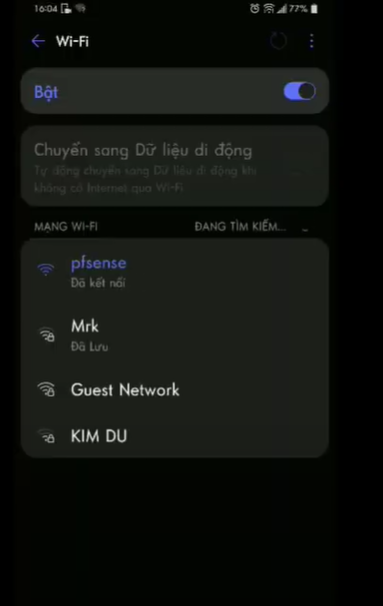 16:04 77%
Wi-Fi
Bật
Chuyển sang Dữ liệu di động
Tự động chuyển sang Dữ liệu di động khi
không có Internet qua Wi-Fi.
MẠNG WI-FI ĐANG TÌM KIẾM...
pfsense
Đã kết nối
Mrk
Đã Lưu
Guest Network
KIM DU